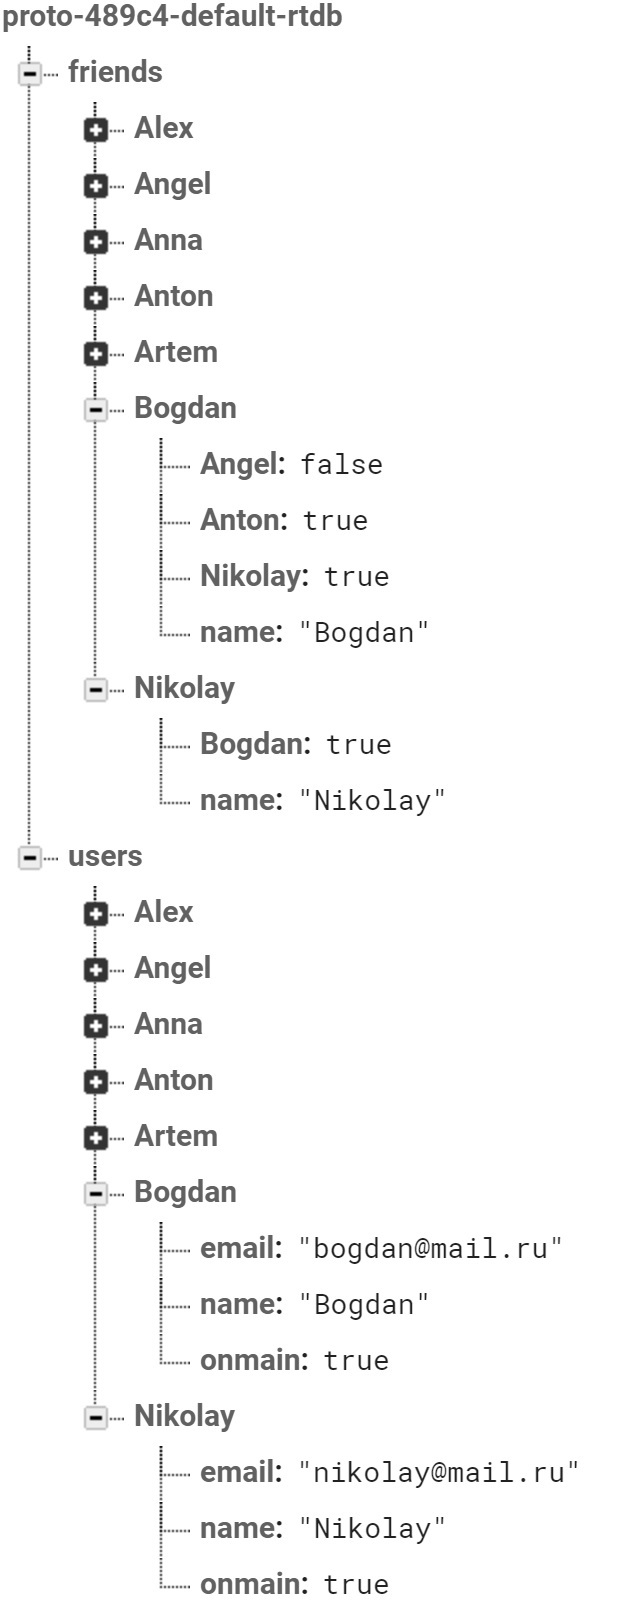 proto-489c4-default-rtdb
friends
Alex
Angel
Anna
Anton
Artem
Bogdan
Angel: false
Anton: true
Nikolay: true
name: "Bogdan"
Nikolay
Bogdan: true
name: "Nikolay"
users
Alex
Angel
Anna
Anton
Artem
Bogdan
email: "bogdan@mail.ru"
name: "Bogdan"
onmain: true
Nikolay
email: "nikolay@mail.ru"
name: "Nikolay"
onmain: true